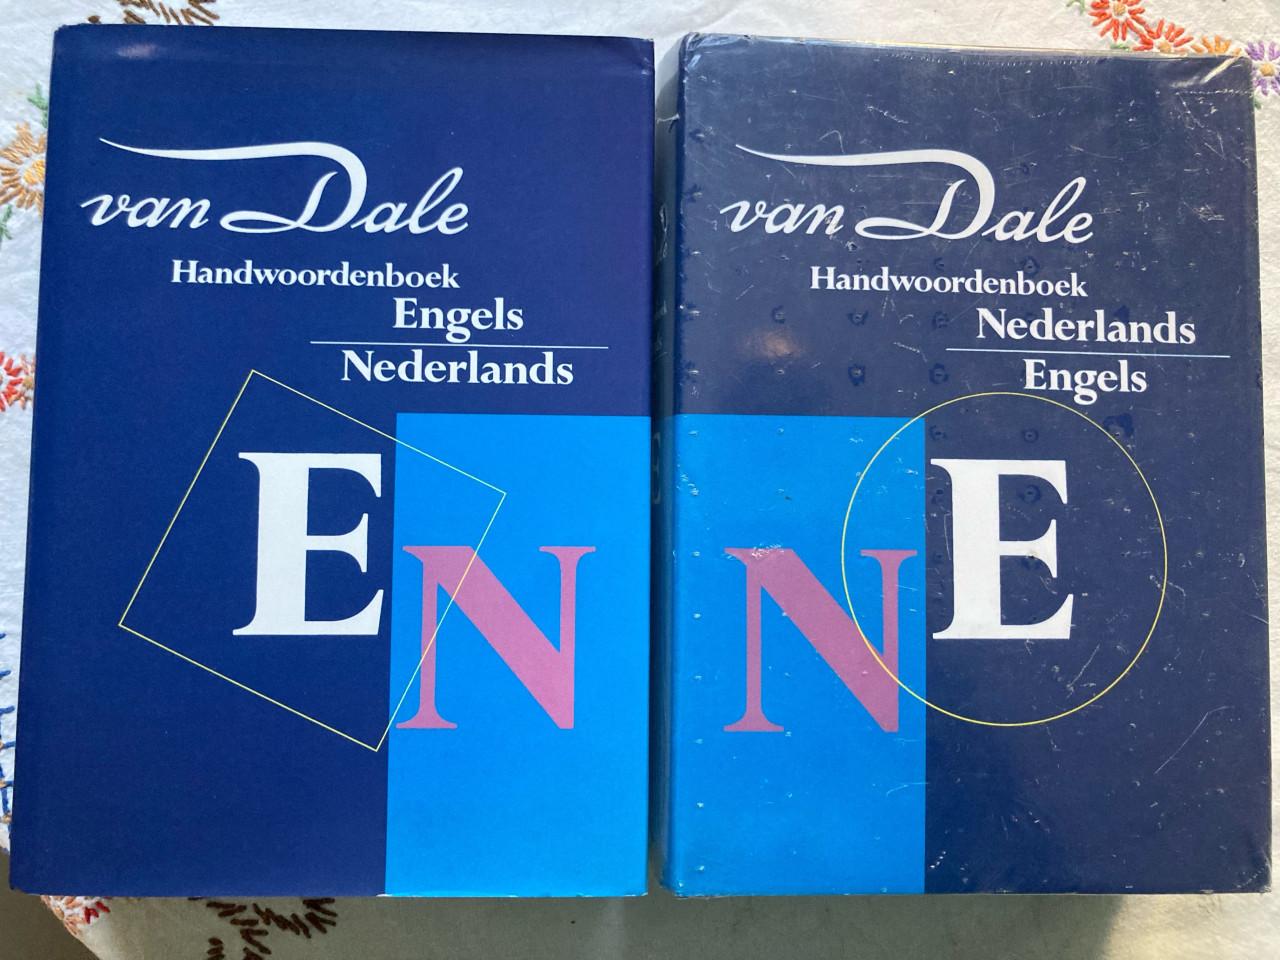 van Dale
Handwoordenboek
Engels
Nederlands
E
N
van Dale
Handwoordenboek
Nederlands
Engels
N
E